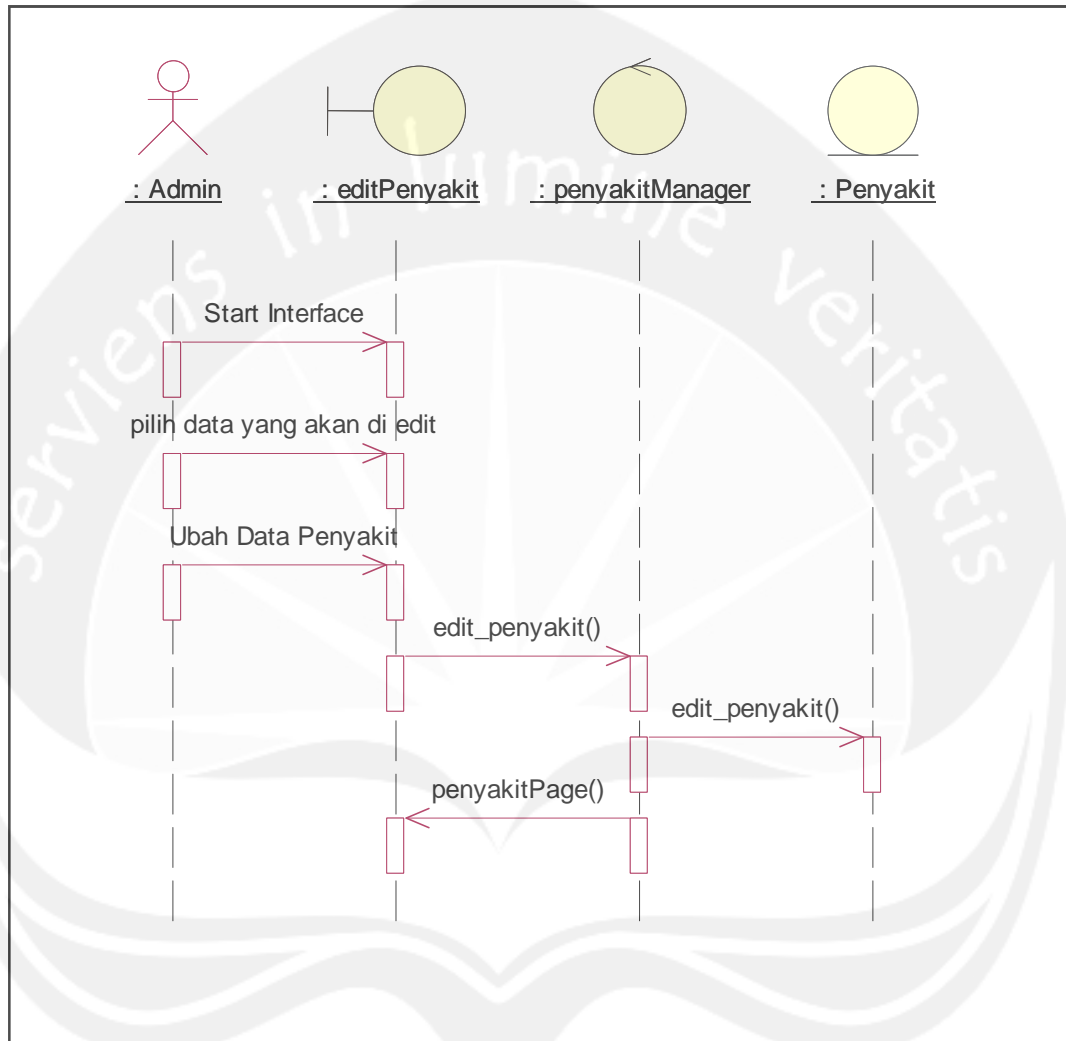 : Admin
: editPenyakit
: penyakitManager
: Penyakit
Start Interface
pilih data yang akan di edit
Ubah Data Penyakit
edit_penyakit()
edit_penyakit()
penyakitPage()
serviens in lumine veritatis